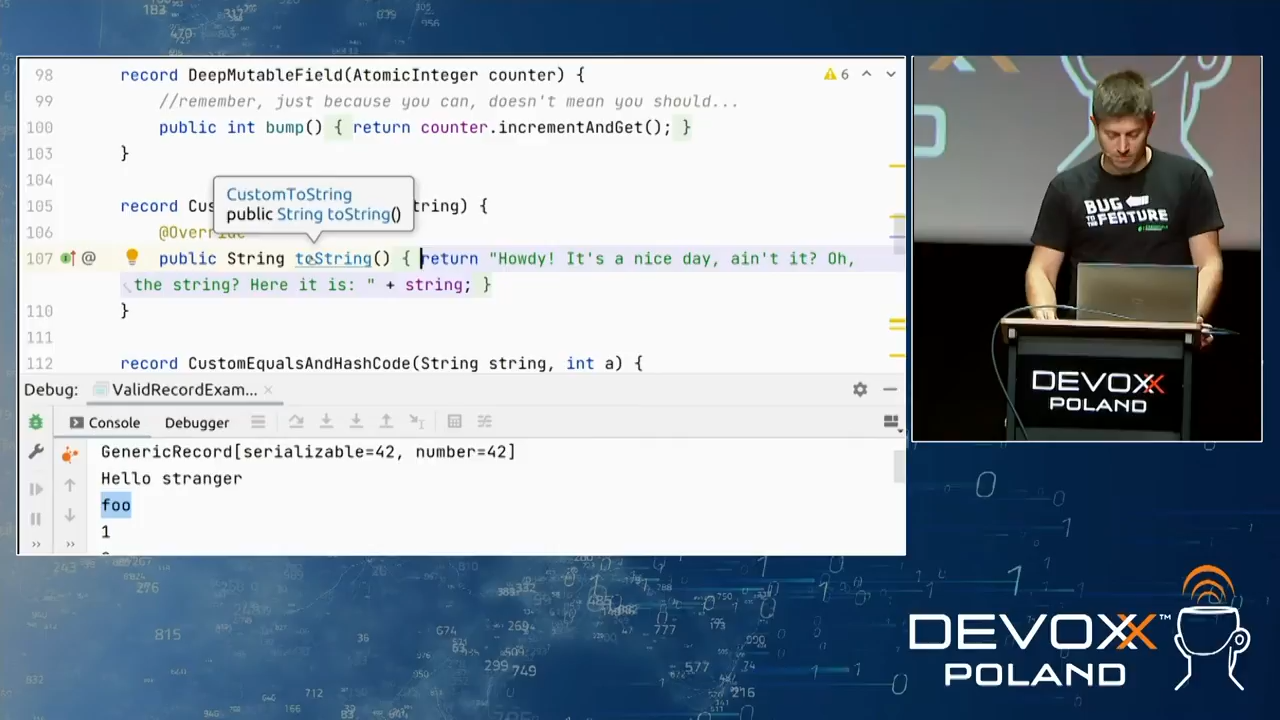 98 record DeepMutableField(AtomicInteger counter) {
6
99 //remember, just because you can, doesn't mean you should...
100 public int bump() { return counter.incrementAndGet(); }
103 }
104
CustomToString
public String toString()
105 record Cus tring) {
106 @Override
107 @ public String toString() { return "Howdy! It's a nice day, ain't it? Oh,
the string? Here it is: " + string; }
110 }
111
112 record CustomEqualsAndHashCode(String string, int a) {
Debug: ValidRecordExam... ×
Console Debugger
GenericRecord[serializable=42, number=42]
Hello stranger
foo
1
BUG
TO THE FEATURE
DEVOXX
POLAND
DEVOXX™
POLAND